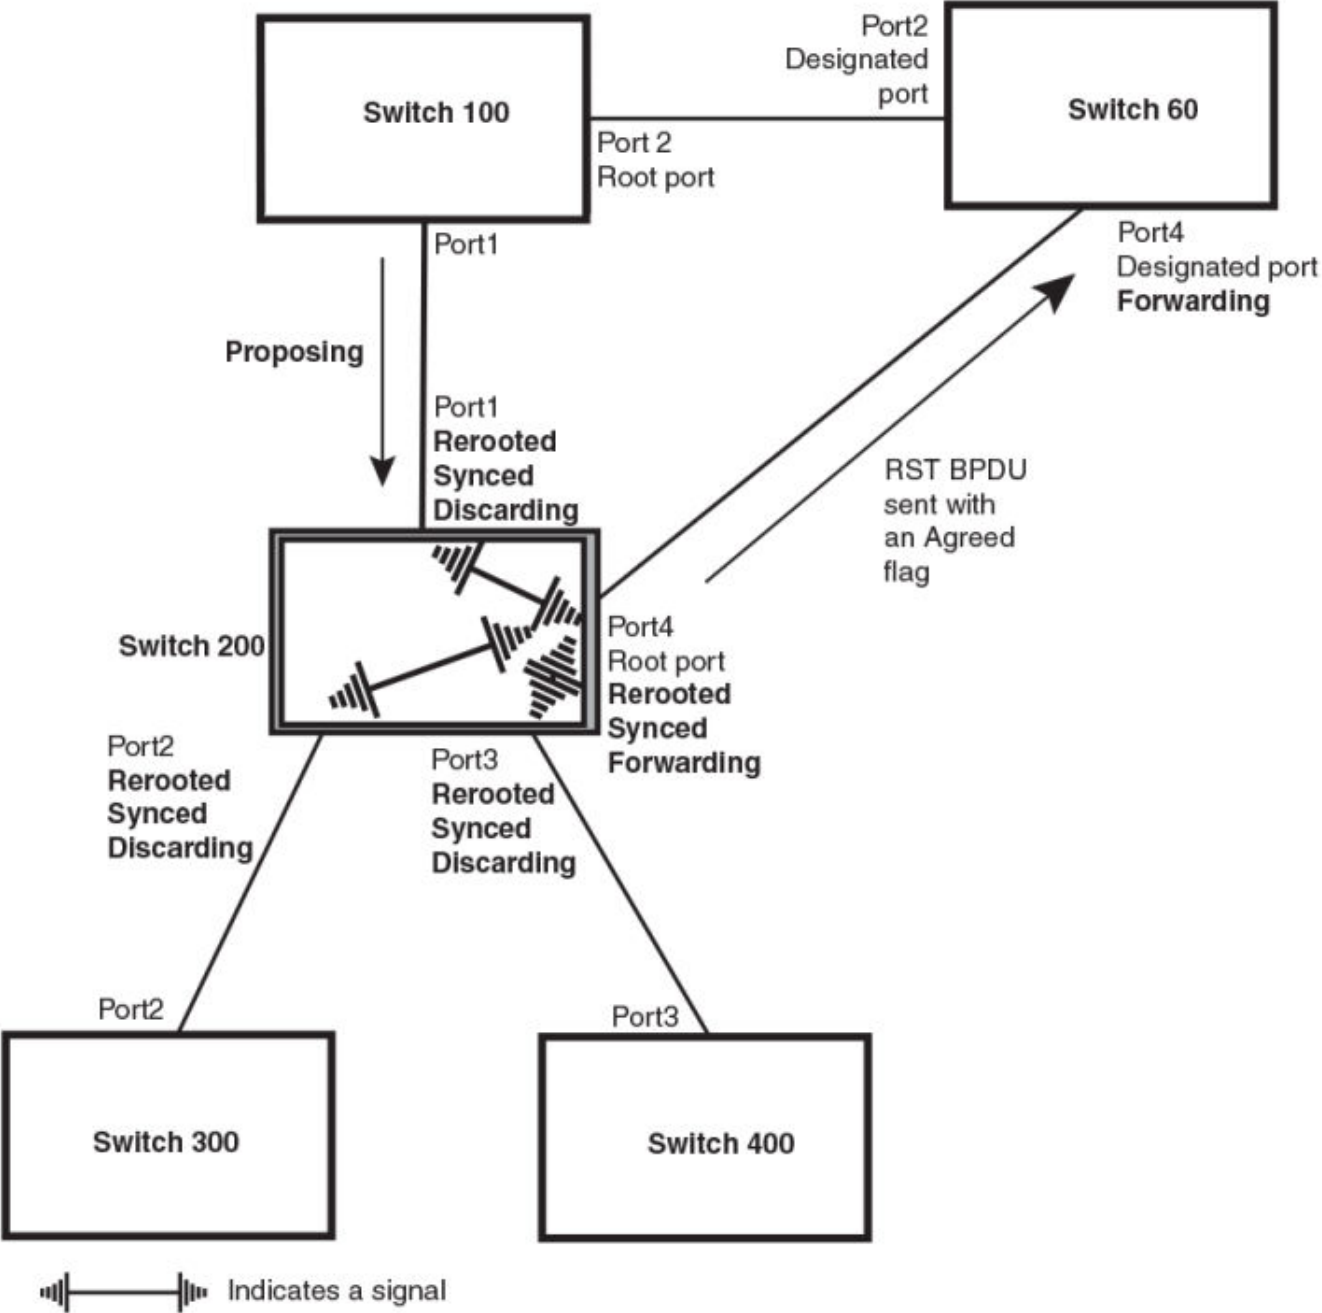 Port2
Designated
port
Switch 100
Switch 60
Port 2
Root port
Port1
Port4
Designated port
Forwarding
Proposing
Port1
Rerooted
Synced
Discarding
RST BPDU
sent with
an Agreed
flag
Switch 200
Port4
Root port
Rerooted
Synced
Forwarding
Port2
Rerooted
Synced
Discarding
Port3
Rerooted
Synced
Discarding
Port2
Port3
Switch 300
Switch 400
Indicates a signal